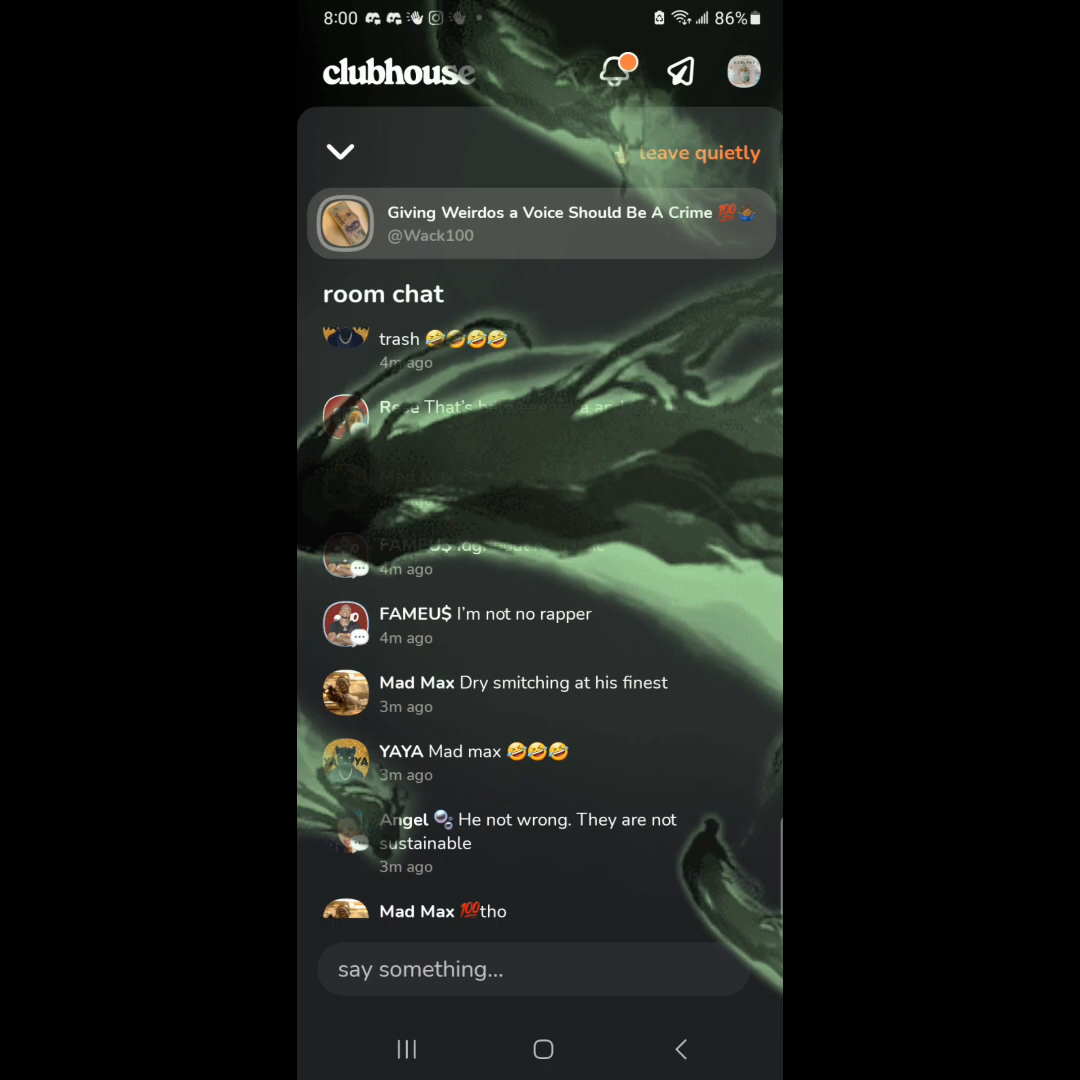 8:00
86%
clubhouse
leave quietly
Giving Weirdos a Voice Should Be A Crime 💯🤷🏾‍♂️
@Wack100
room chat
trash 🤣🤣🤣🤣
4m ago
That's
FAMEU$
4m ago
FAMEU$ I'm not no rapper
4m ago
Mad Max Dry smitching at his finest
3m ago
YAYA Mad max 🤣🤣🤣
3m ago
Angel 🫧 He not wrong. They are not
sustainable
3m ago
Mad Max 💯tho
say something...